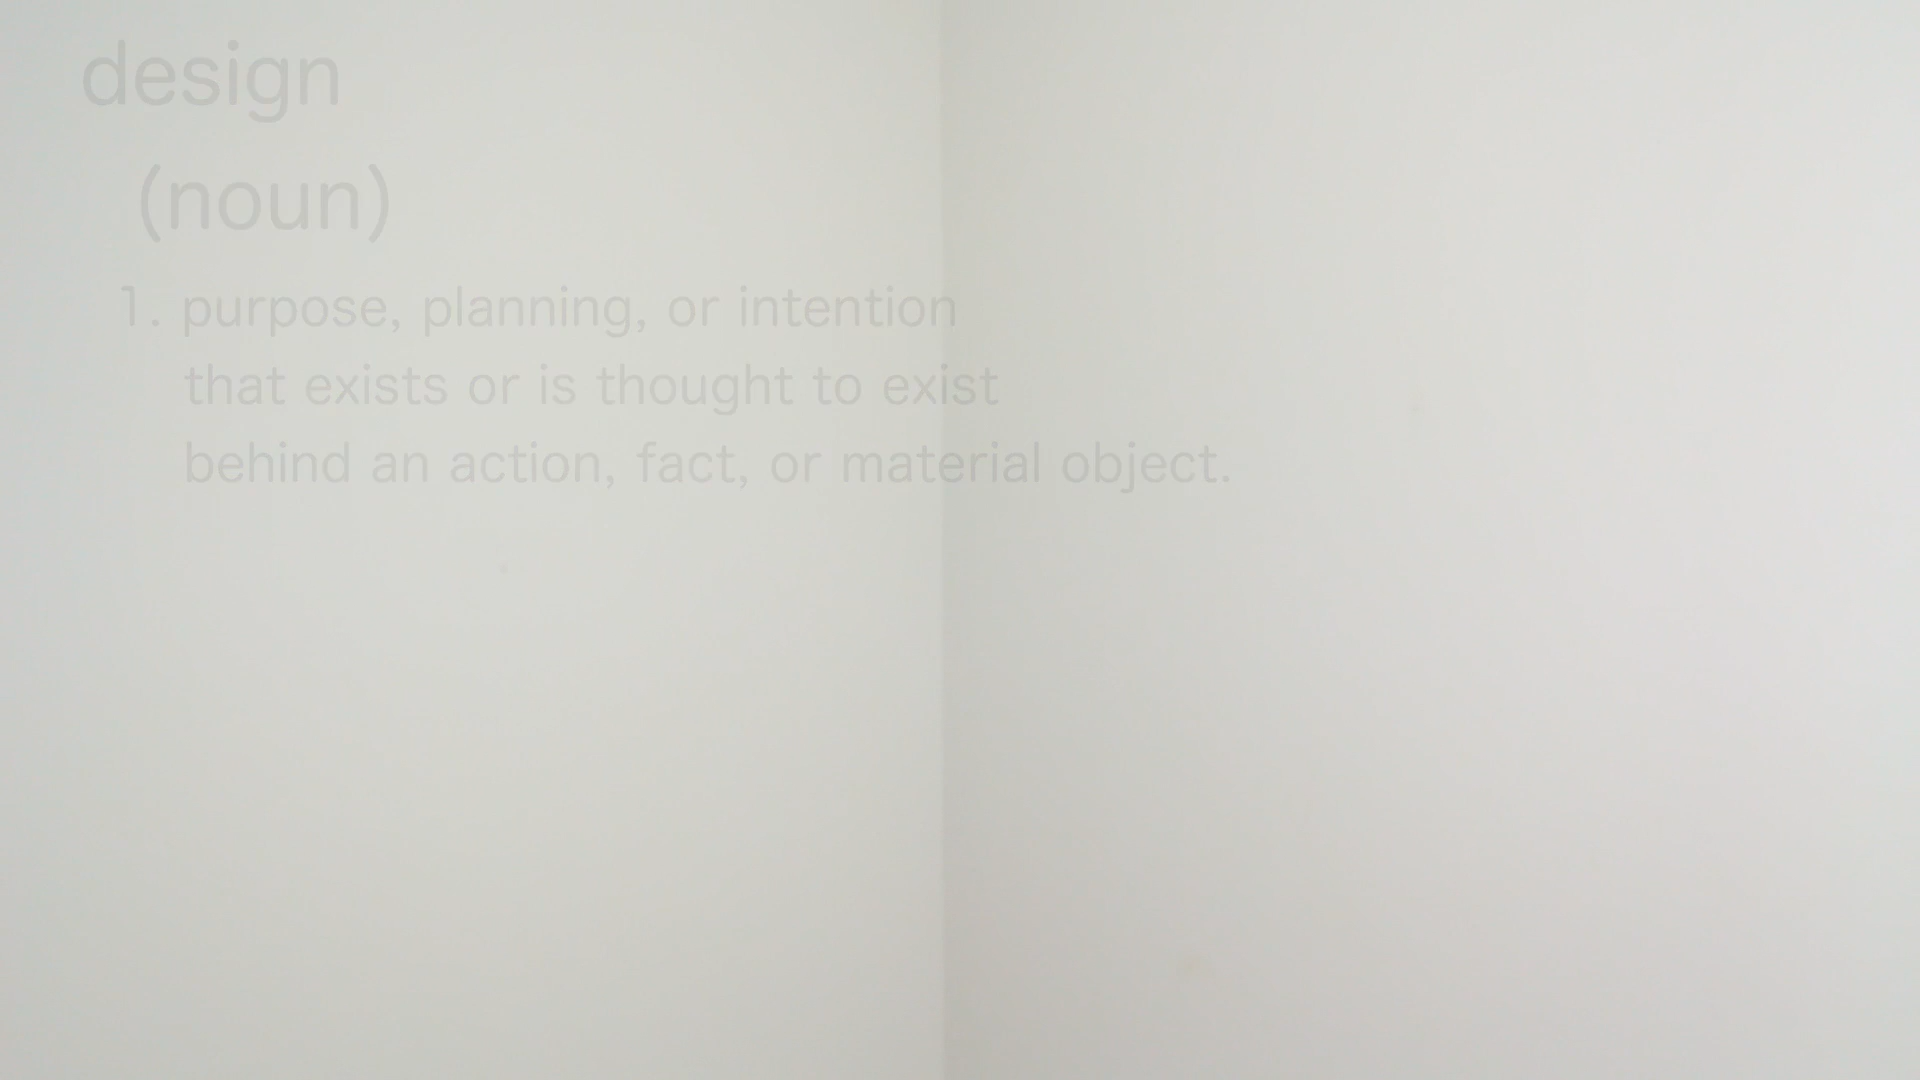 design
(noun)
1. purpose, planning, or intention
that exists or is thought to exist
behind an action, fact, or material object.